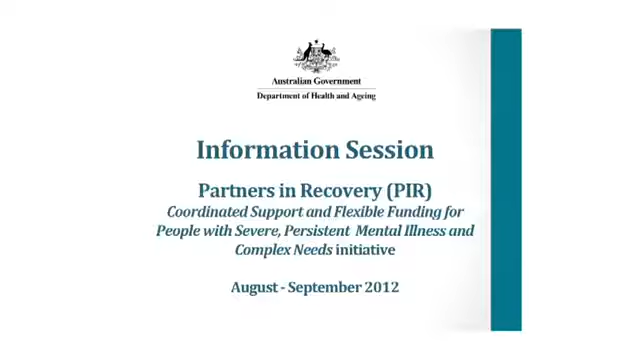 Australian Government
Department of Health and Ageing
Information Session
Partners in Recovery (PIR)
Coordinated Support and Flexible Funding for
People with Severe, Persistent Mental Illness and
Complex Needs initiative
August - September 2012